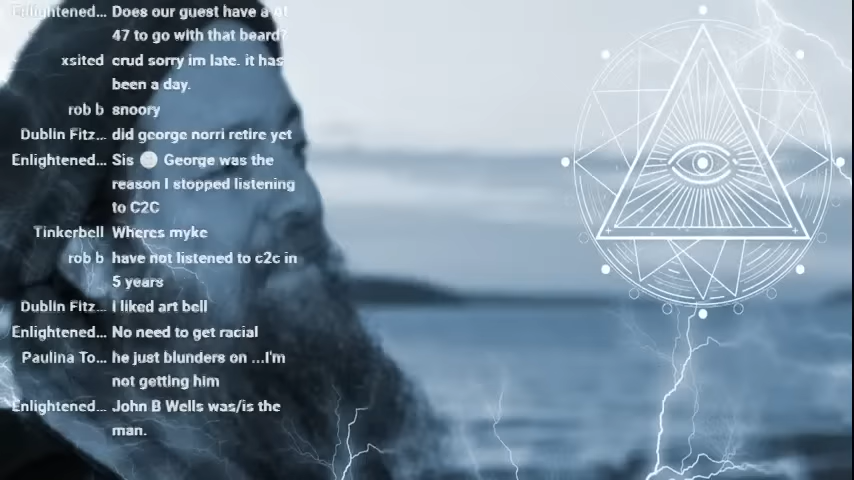 Enlightened... Does our guest have a
47 to go with that beard?
xsited crud sorry im late. it has
been a day.
rob b snoory
Dublin Fitz... did george norri retire yet
Enlightened... Sis George was the
reason I stopped listening
to C2C
Tinkerbell Wheres myke
rob b have not listened to c2c in
5 years
Dublin Fitz... I liked art bell
Enlightened... No need to get racial
Paulina To... he just blunders on ...I'm
not getting him
Enlightened... John B Wells was/is the
man.